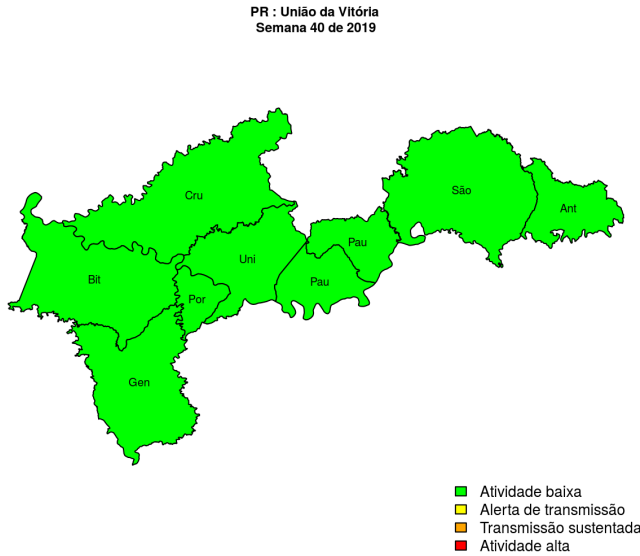 PR : União da Vitória
Semana 40 de 2019
Cru
São
Ant
Pau
Uni
Bit
Pau
Por
Gen
Atividade baixa
Alerta de transmissão
Transmissão sustentada
Atividade alta